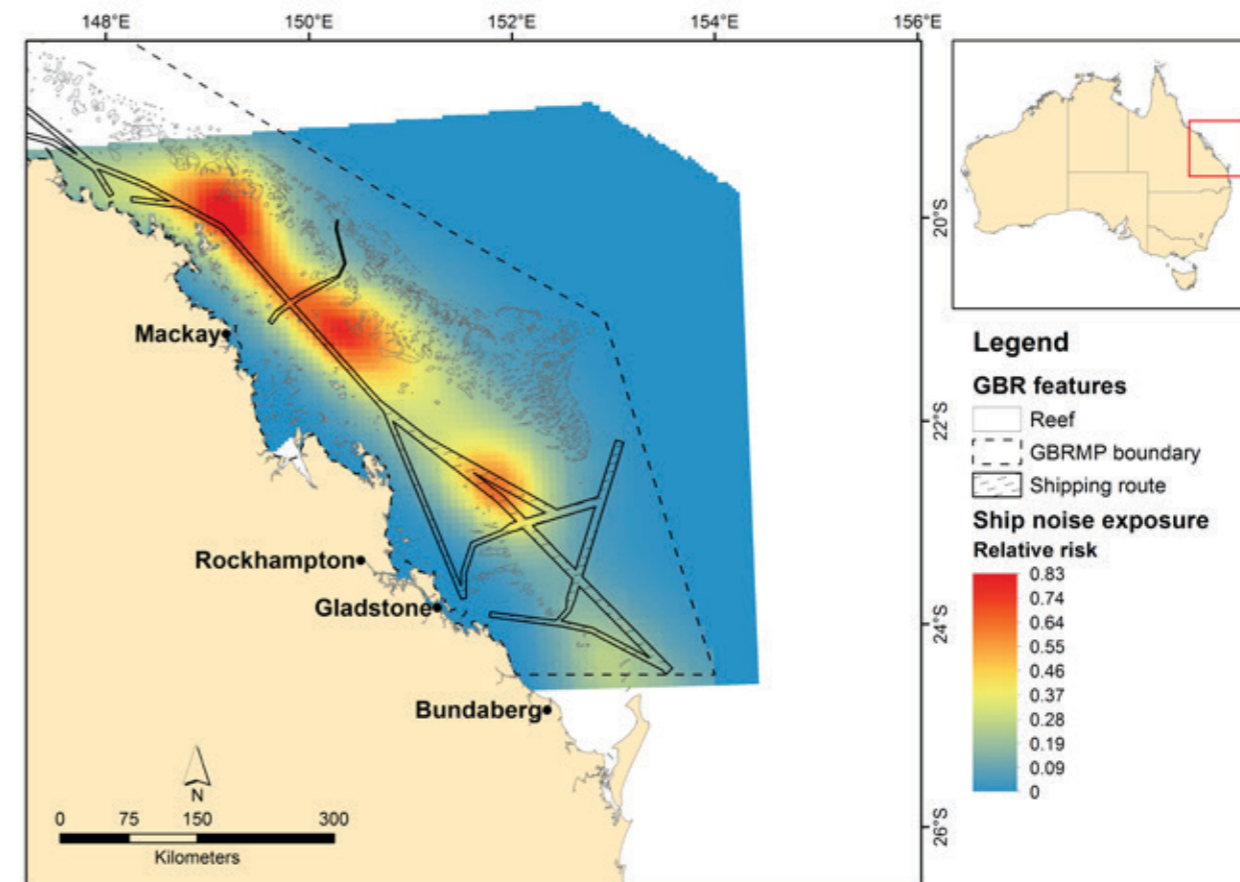 148°E 150°E 152°E 154°E 156°E
20°S
22°S
24°S
26°S
Mackay
Rockhampton
Gladstone
Bundaberg
N
0 75 150 300
Kilometers
Legend
GBR features
Reef
GBRMP boundary
Shipping route
Ship noise exposure
Relative risk
0.83
0.74
0.64
0.55
0.46
0.37
0.28
0.19
0.09
0